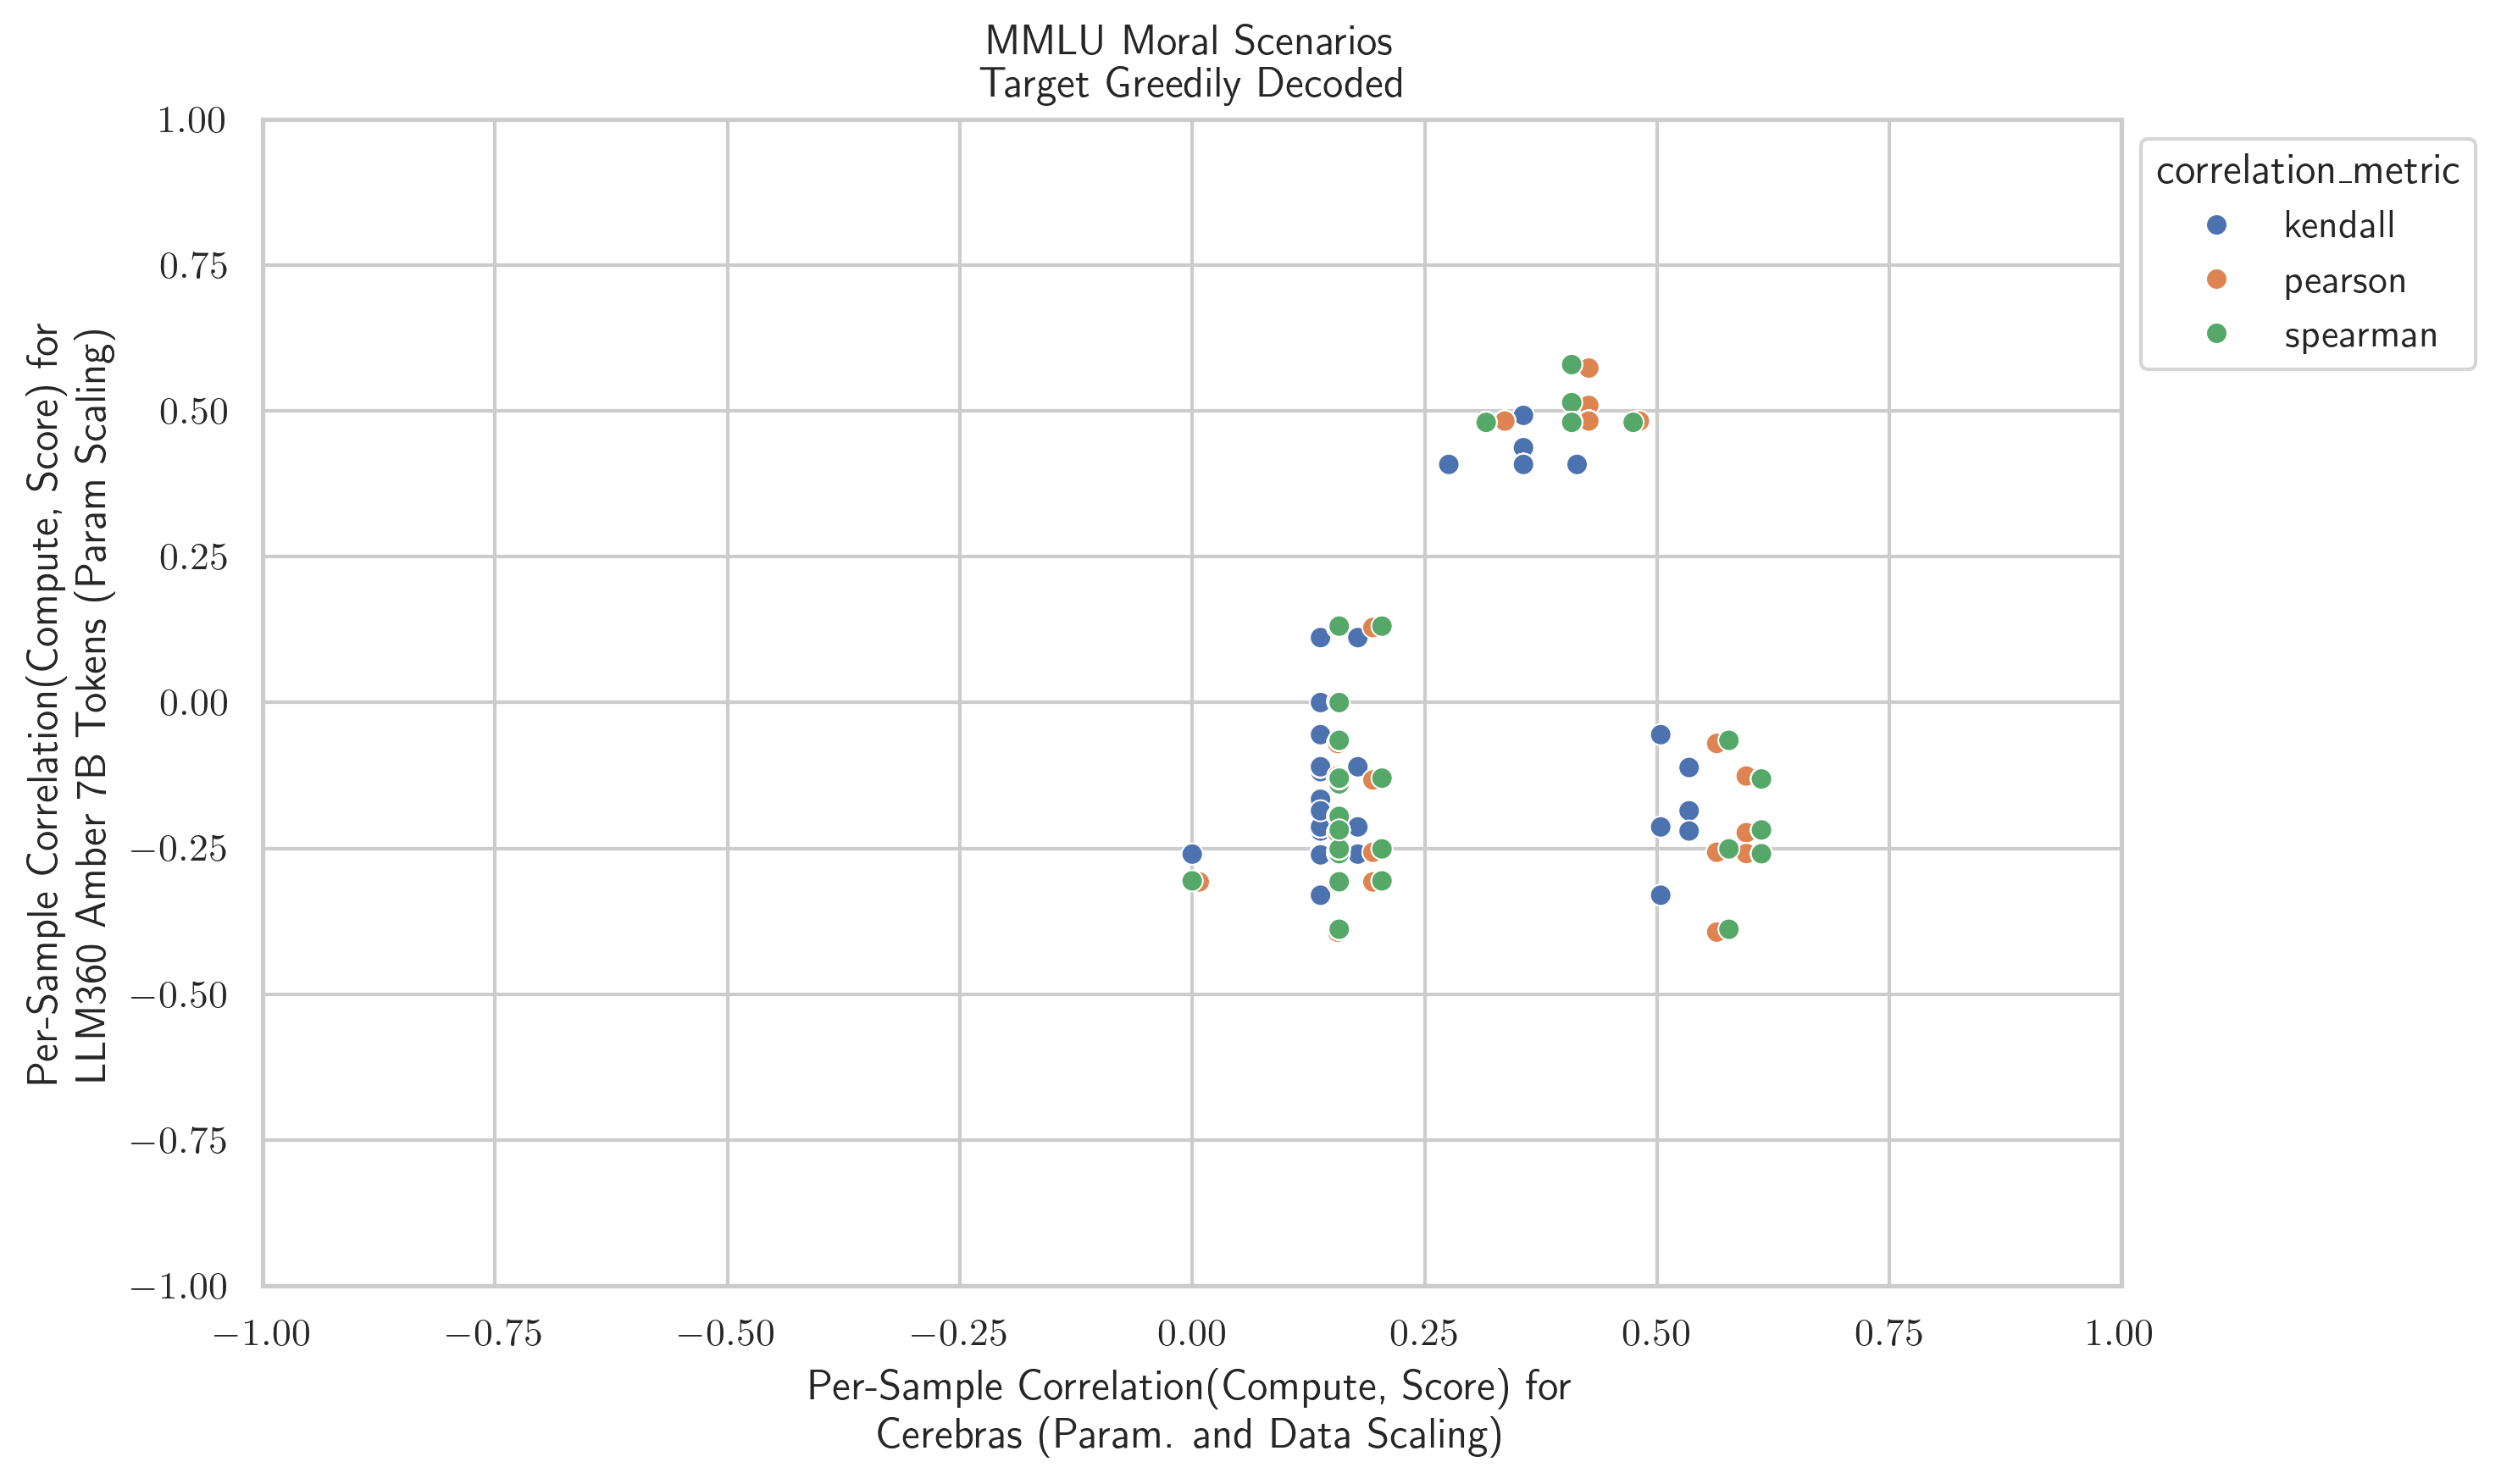 MMLU Moral Scenarios
Target Greedily Decoded
1.00
0.75
0.50
0.25
0.00
−0.25
−0.50
−0.75
−1.00
Per-Sample Correlation(Compute, Score) for
LLM360 Amber 7B Tokens (Param Scaling)
−1.00 −0.75 −0.50 −0.25 0.00 0.25 0.50 0.75 1.00
Per-Sample Correlation(Compute, Score) for
Cerebras (Param. and Data Scaling)
correlation_metric
kendall
pearson
spearman